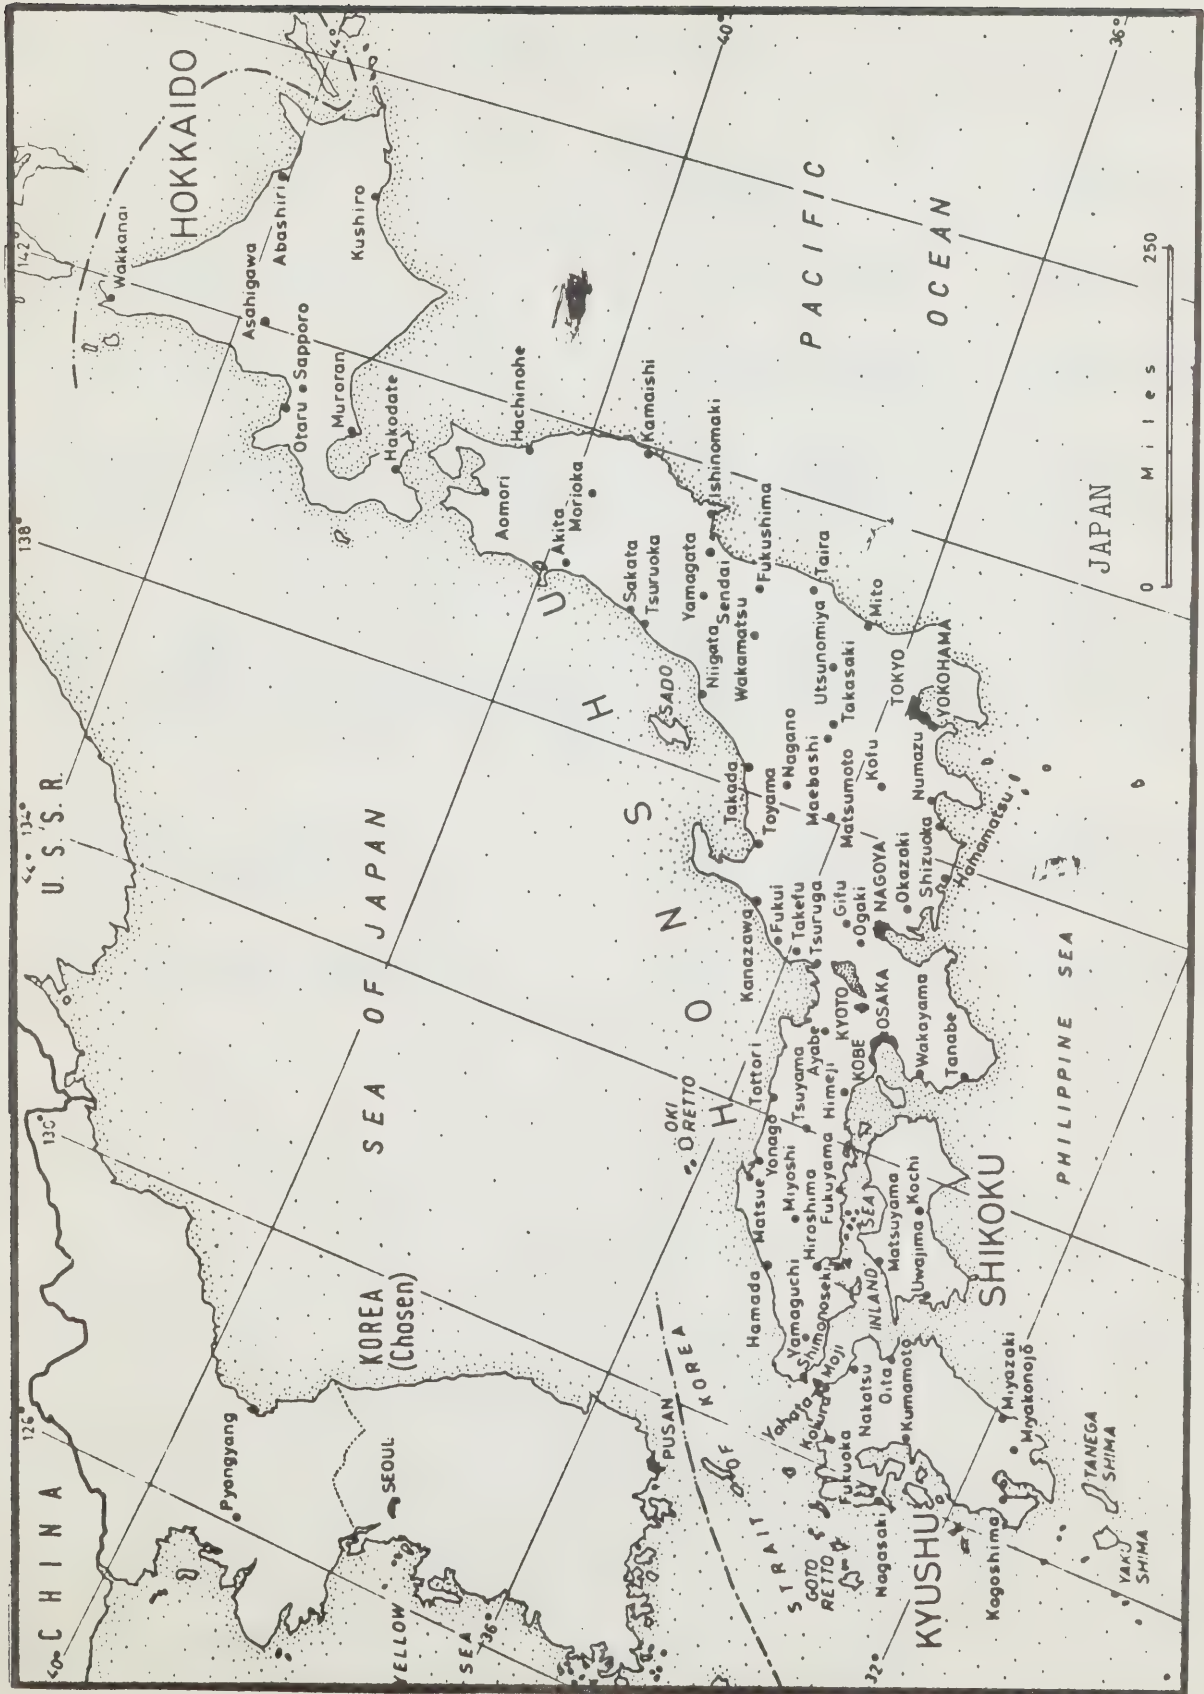 CHINA
40°
126°
130°
44°
134°
U.S.S.R.
138°
142°
44°
HOKKAIDO
Wakkanai
Asahigawa
Abashiri
Kushiro
Otaru
Sapporo
Muroran
Hakodate
40°
36°
PACIFIC
OCEAN
SEA OF JAPAN
KOREA
(Chosen)
Pyongyang
SEOUL
PUSAN
YELLOW
SEA
36°
STRAIT OF KOREA
HONSHU
Aomori
Hachinohe
Akita
Morioka
Kamaishi
Sakata
Tsuruoka
Yamagata
Sendai
Ishinomaki
Fukushima
Niigata
Wakamatsu
SADO
Taira
Utsunomiya
Mito
Takasaki
Maebashi
TOKYO
YOKOHAMA
Takada
Nagano
Toyama
Matsumoto
Kofu
Numazu
Shizuoka
Hamamatsu
Kanazawa
Fukui
Takefu
Tsuruga
Gifu
Ogaki
NAGOYA
Okazaki
KYOTO
OSAKA
KOBE
Wakayama
Tanabe
OKI
RETTO
Tottori
Yonago
Tsuyama
Ayabe
Himeji
Matsue
Miyoshi
Hiroshima
Fukuyama
Hamada
Yamaguchi
Shimonoseki
Moji
INLAND
SEA
Matsuyama
Kochi
Uwajima
SHIKOKU
PHILIPPINE SEA
Yahata
Kokura
Nakatsu
Oita
Fukuoka
Kumamoto
Nagasaki
GOTO
RETTO
KYUSHU
Miyazaki
Miyakonojō
Kagoshima
TANEGA
SHIMA
YAKU
SHIMA
32°
JAPAN
0 Miles 250